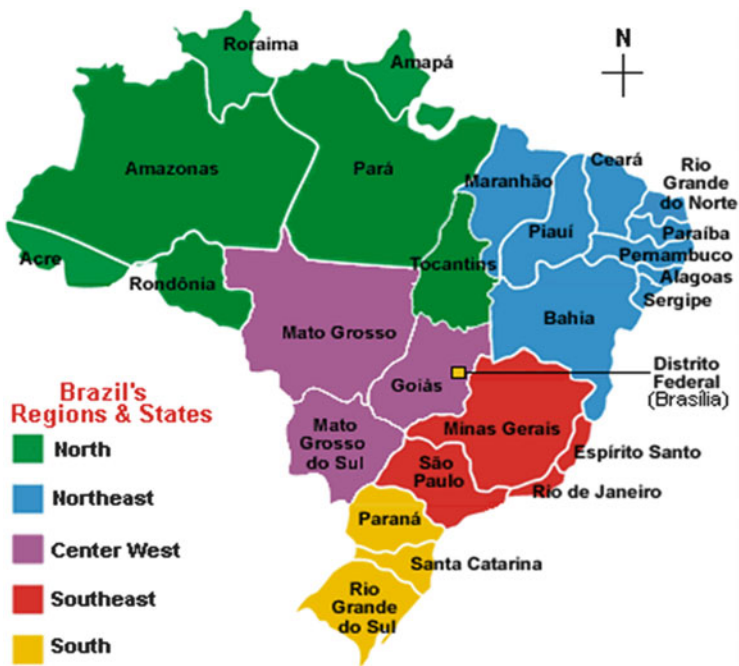 Roraima
Amapá
N
Amazonas
Pará
Maranhão
Ceará
Rio
Grande
do Norte
Piauí
Paraíba
Pernambuco
Alagoas
Sergipe
Acre
Rondônia
Tocantins
Bahia
Mato Grosso
Goiás
Distrito
Federal
(Brasília)
Mato
Grosso
do Sul
Minas Gerais
Espírito Santo
São
Paulo
Rio de Janeiro
Paraná
Santa Catarina
Rio
Grande
do Sul
Brazil's
Regions & States
North
Northeast
Center West
Southeast
South